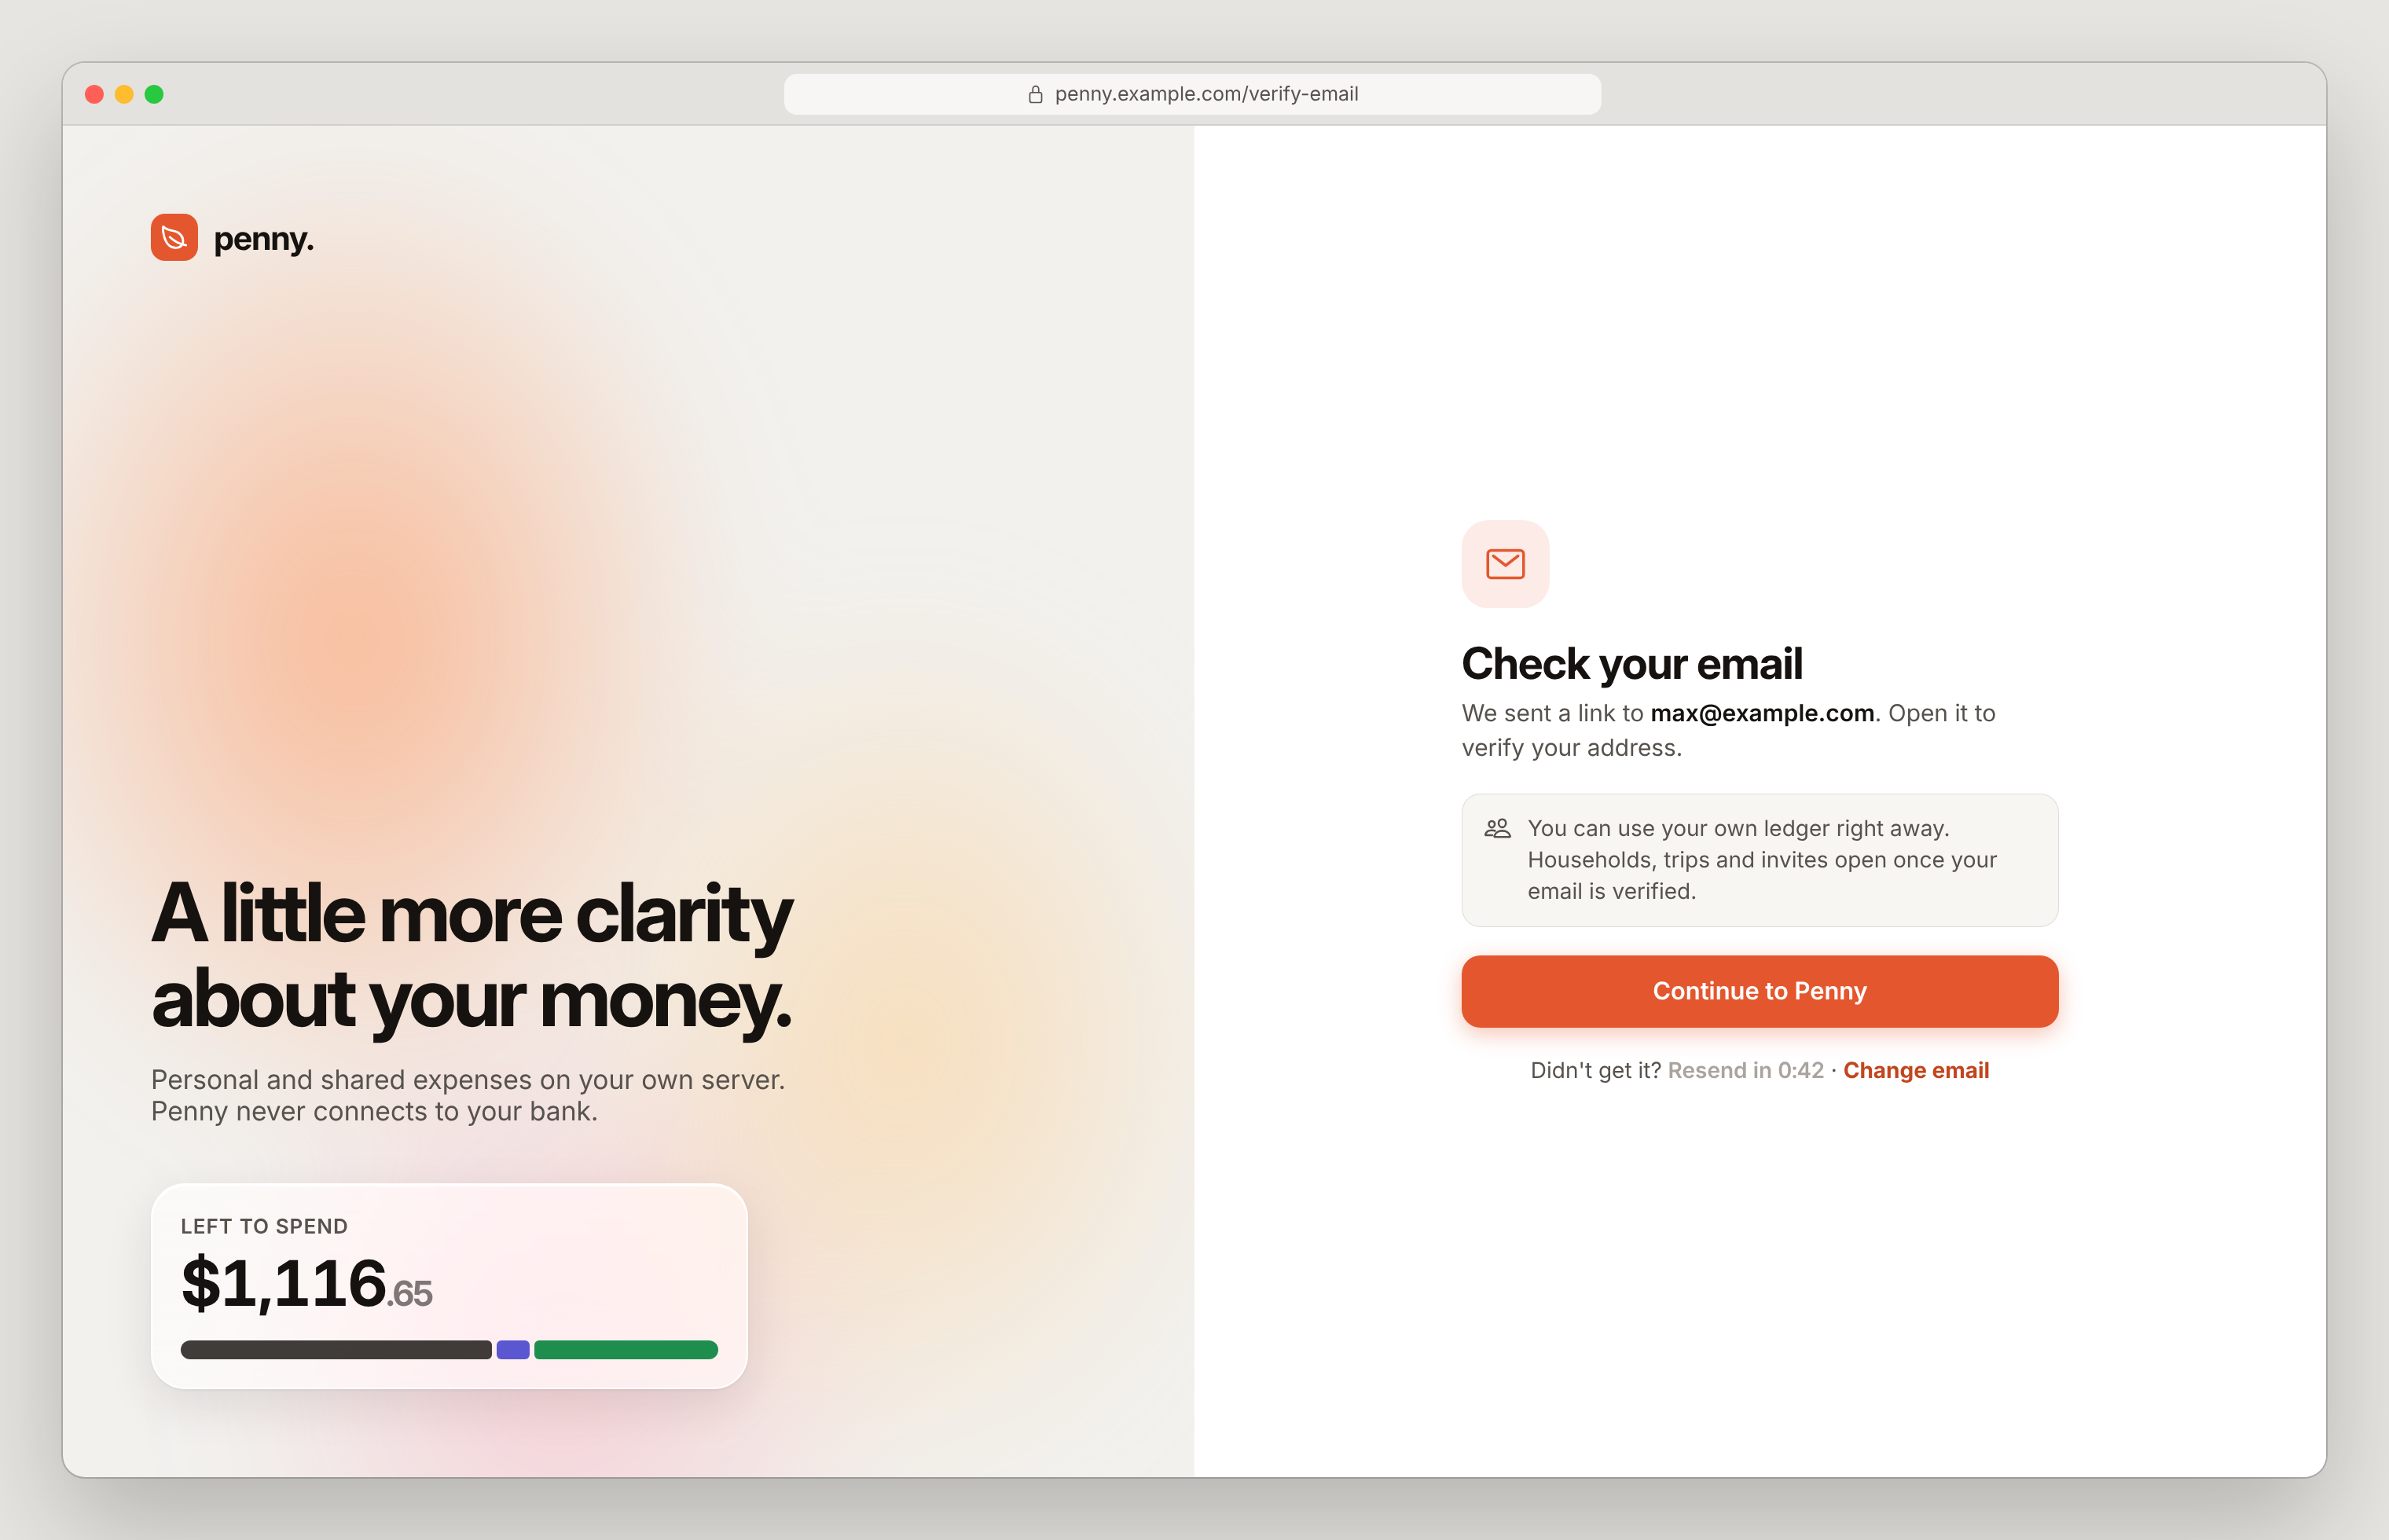 penny.example.com/verify-email
penny.
A little more clarity
about your money.
Personal and shared expenses on your own server.
Penny never connects to your bank.
LEFT TO SPEND
$1,116.65
Check your email
We sent a link to max@example.com. Open it to
verify your address.
You can use your own ledger right away.
Households, trips and invites open once your
email is verified.
Continue to Penny
Didn't get it? Resend in 0:42 · Change email